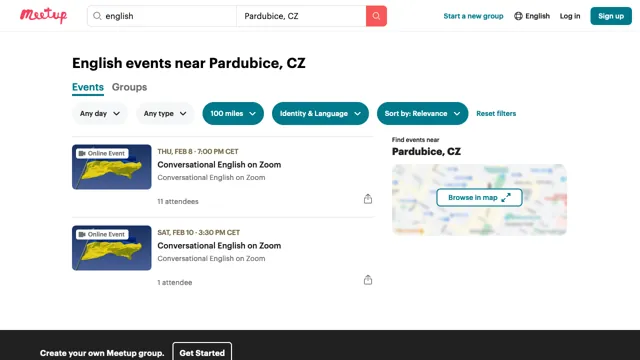 Meetup
english
Pardubice, CZ
Start a new group
English
Log in
Sign up
English events near Pardubice, CZ
Events
Groups
Any day
Any type
100 miles
Identity & Language
Sort by: Relevance
Reset filters
Online Event
THU, FEB 8 · 7:00 PM CET
Conversational English on Zoom
Conversational English on Zoom
11 attendees
Online Event
SAT, FEB 10 · 3:30 PM CET
Conversational English on Zoom
Conversational English on Zoom
1 attendee
Find events near
Pardubice, CZ
Browse in map
Create your own Meetup group.
Get Started